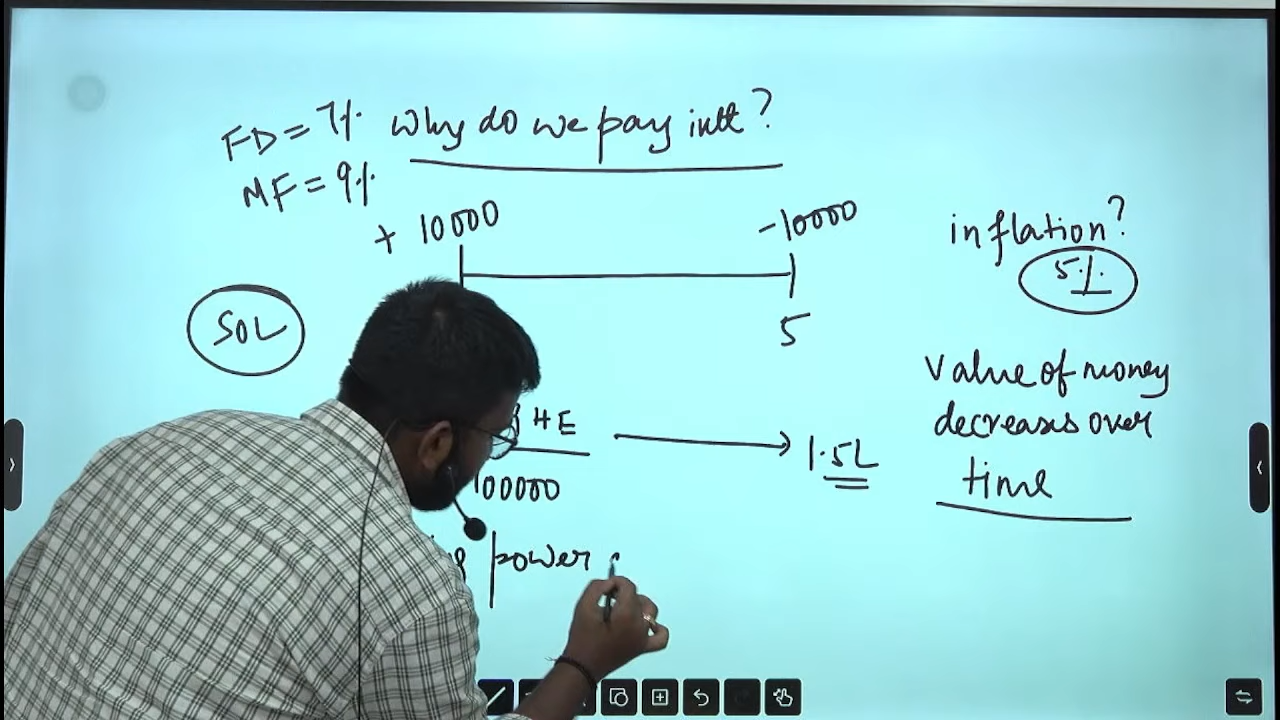 FD = 7% Why do we pay intt?
MF = 9%
+ 10000
-10000
inflation?
5%
SOL
5
Value of money
decreases over
time
HE
1.5L
100000
power